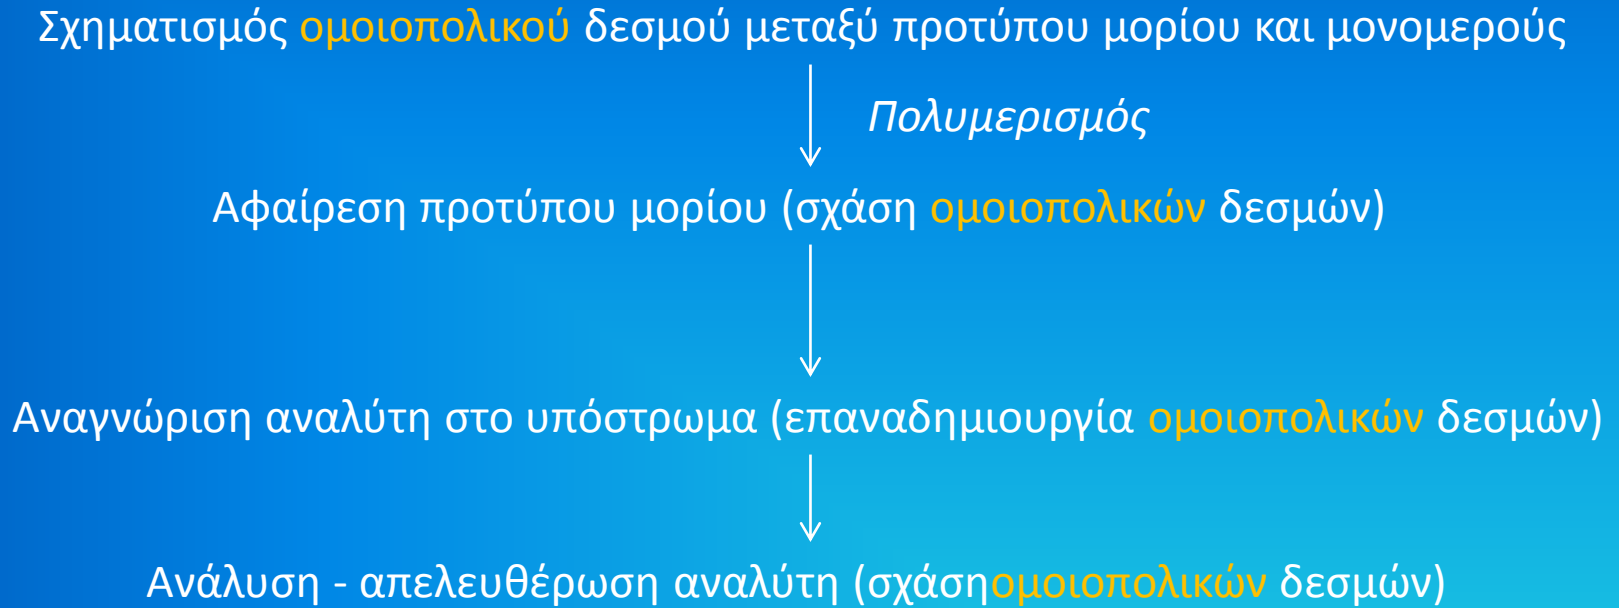 Σχηματισμός ομοιοπολικού δεσμού μεταξύ προτύπου μορίου και μονομερούς
Πολυμερισμός
Αφαίρεση προτύπου μορίου (σχάση ομοιοπολικών δεσμών)
Αναγνώριση αναλύτη στο υπόστρωμα (επαναδημιουργία ομοιοπολικών δεσμών)
Ανάλυση - απελευθέρωση αναλύτη (σχάσηομοιοπολικών δεσμών)